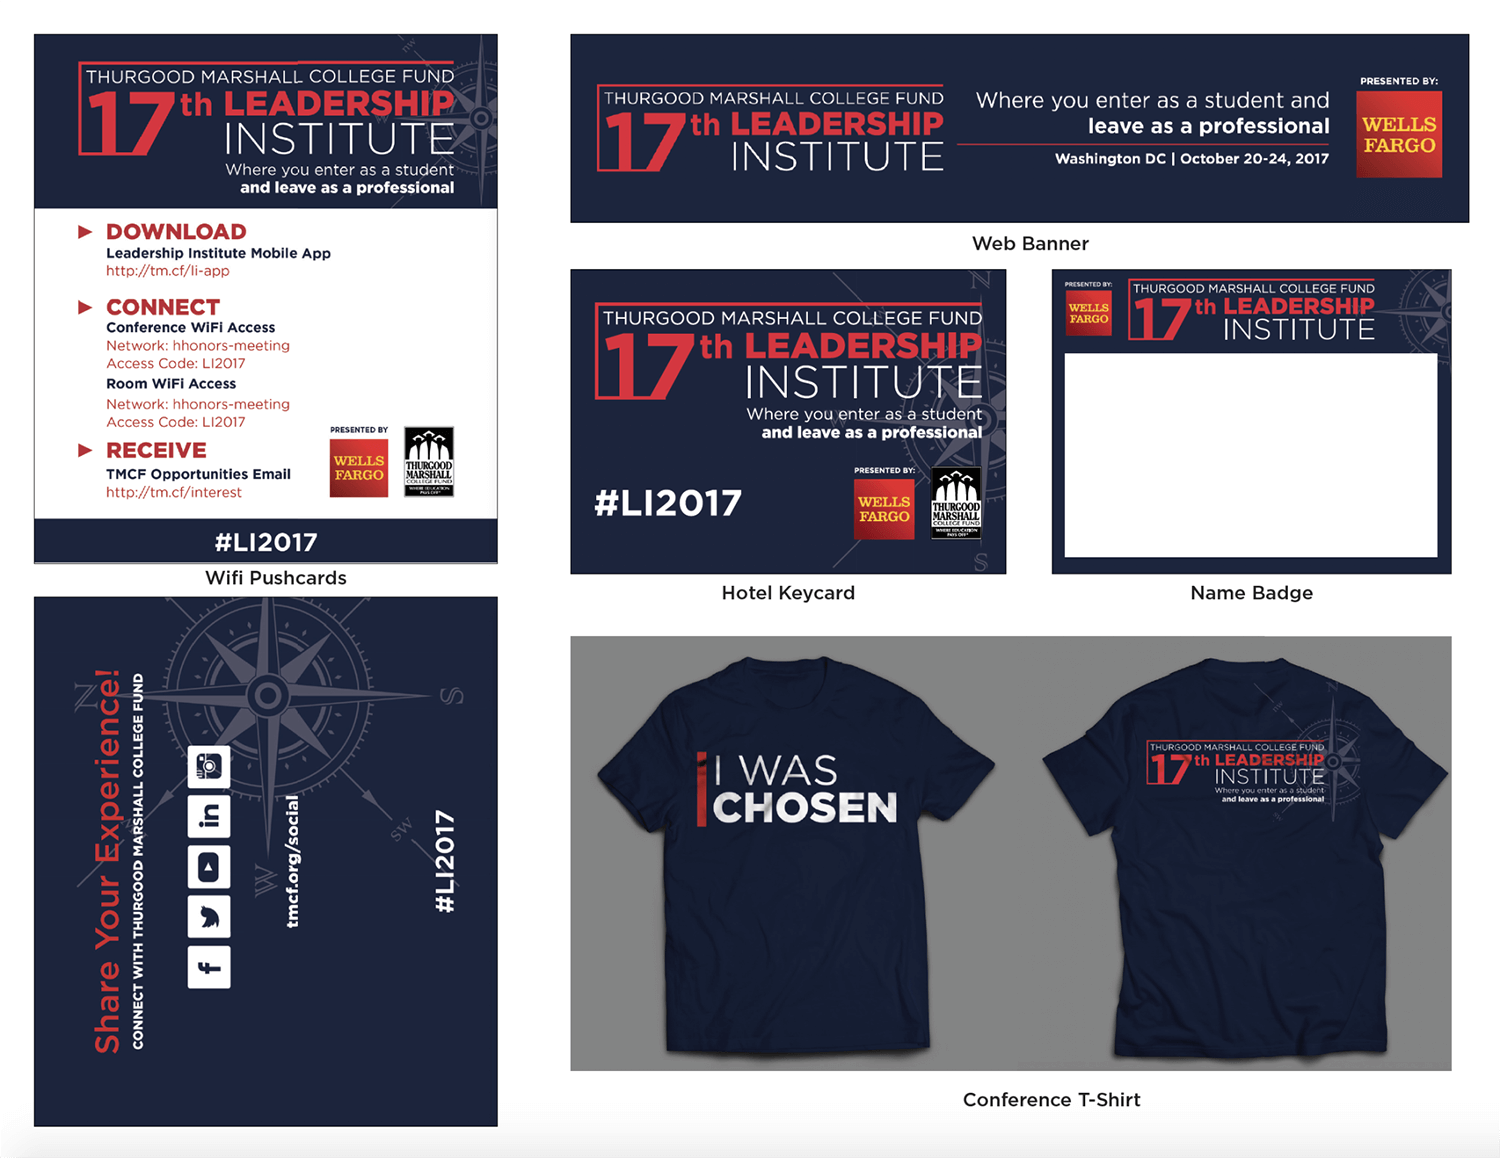 THURGOOD MARSHALL COLLEGE FUND
17th LEADERSHIP
INSTITUTE
Where you enter as a student
and leave as a professional
DOWNLOAD
Leadership Institute Mobile App
http://tm.cf/li-app
CONNECT
Conference WiFi Access
Network: hhonors-meeting
Access Code: LI2017
Room WiFi Access
Network: hhonors-meeting
Access Code: LI2017
RECEIVE
TMCF Opportunities Email
http://tm.cf/interest
PRESENTED BY
WELLS
FARGO
THURGOOD
MARSHALL
COLLEGE FUND
WHERE EDUCATION
PAYS OFF®
#LI2017
Wifi Pushcards
Share Your Experience!
CONNECT WITH THURGOOD MARSHALL COLLEGE FUND
in
f
tmcf.org/social
#LI2017
N
S
W
SW
THURGOOD MARSHALL COLLEGE FUND
17th LEADERSHIP
INSTITUTE
Where you enter as a student and
leave as a professional
Washington DC | October 20-24, 2017
PRESENTED BY:
WELLS
FARGO
Web Banner
N
THURGOOD MARSHALL COLLEGE FUND
17th LEADERSHIP
INSTITUTE
Where you enter as a student
and leave as a professional
#LI2017
PRESENTED BY:
WELLS
FARGO
THURGOOD
MARSHALL
COLLEGE FUND
WHERE EDUCATION
PAYS OFF®
S
Hotel Keycard
PRESENTED BY:
WELLS
FARGO
THURGOOD MARSHALL COLLEGE FUND
17th LEADERSHIP
INSTITUTE
Name Badge
I WAS
CHOSEN
THURGOOD MARSHALL COLLEGE FUND
17th LEADERSHIP
INSTITUTE
Where you enter as a student
and leave as a professional
Conference T-Shirt